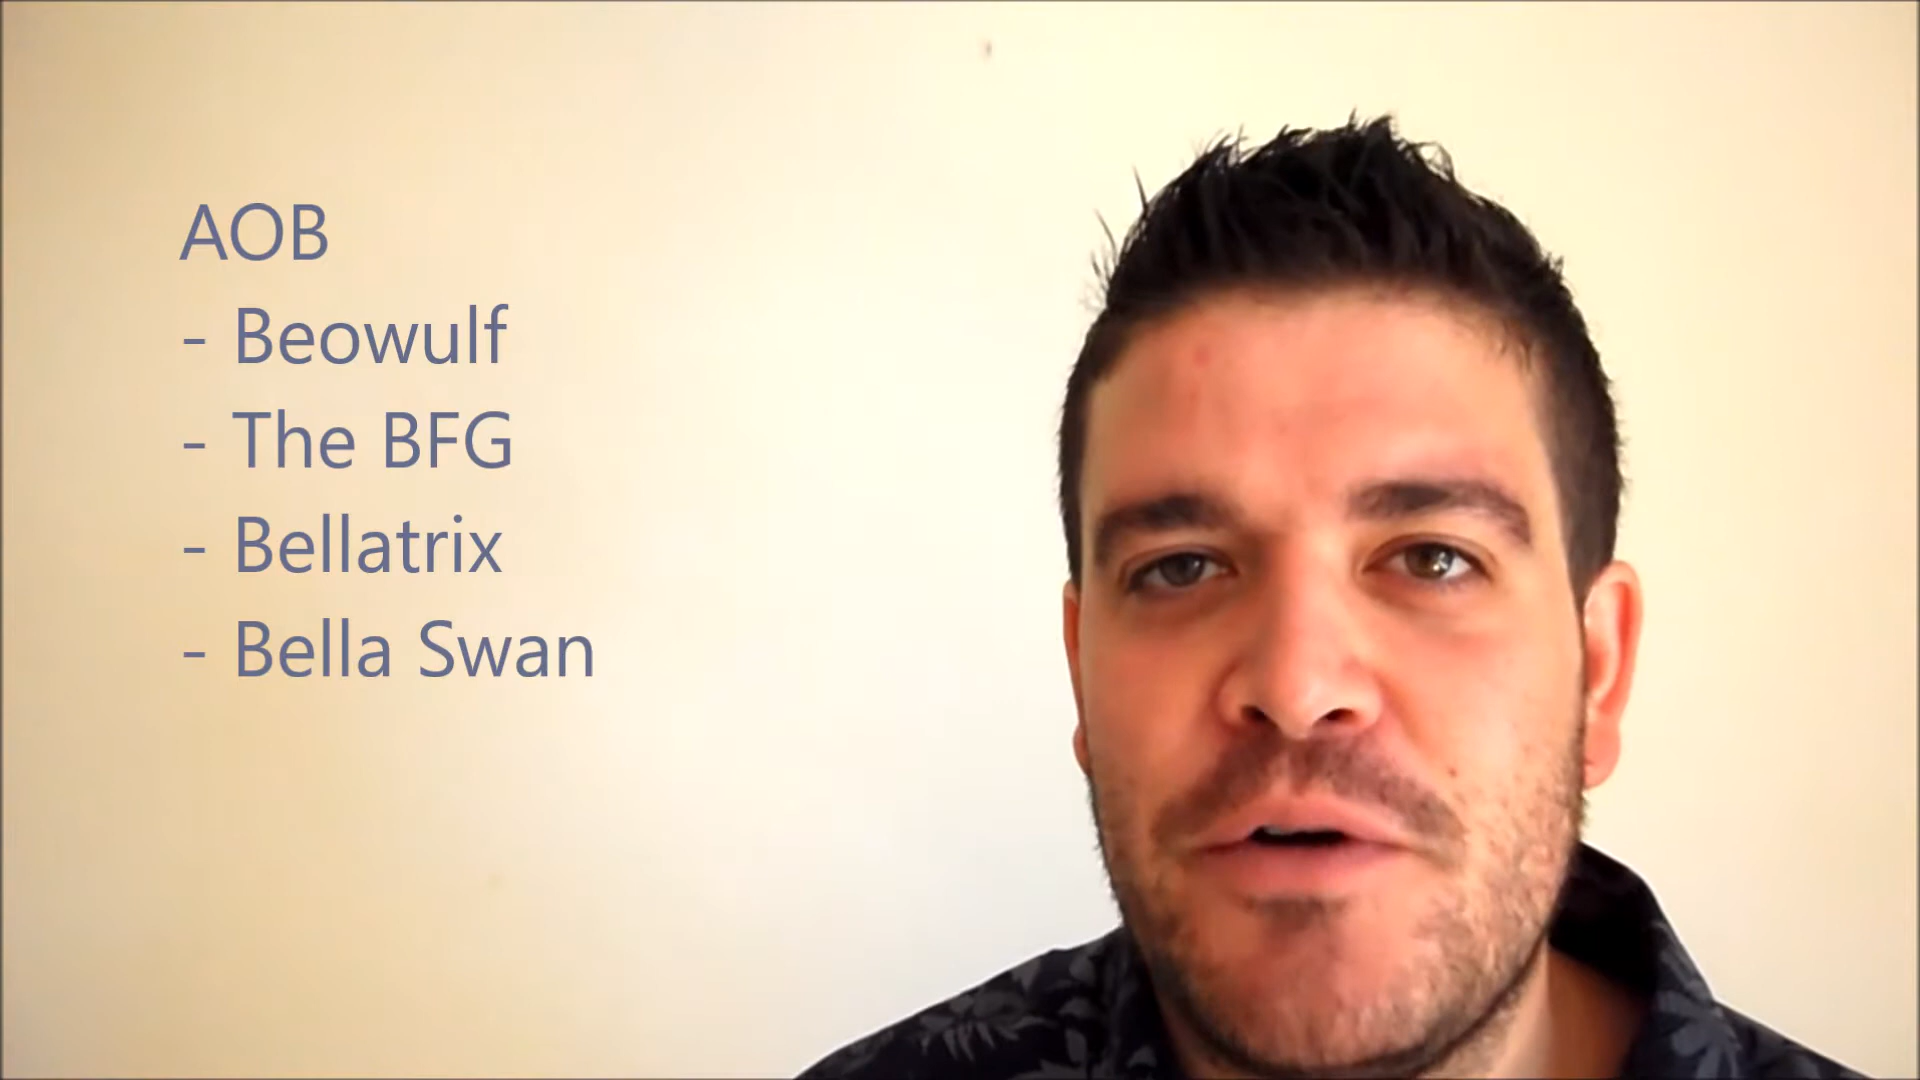 AOB
- Beowulf
- The BFG
- Bellatrix
- Bella Swan